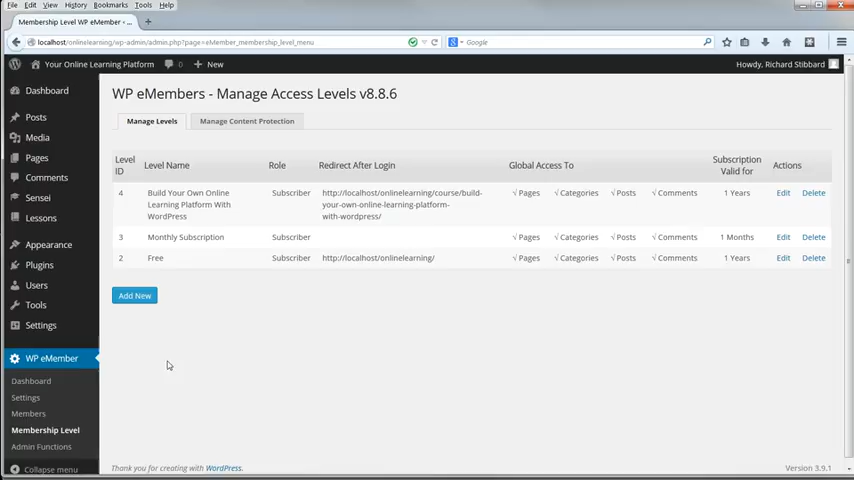 File Edit View History Bookmarks Tools Help
Membership Level WP eMember - ...
localhost/onlinelearning/wp-admin/admin.php?page=eMember_membership_level_menu
Google
Your Online Learning Platform 0 + New Howdy, Richard Stibbard
Dashboard
Posts
Media
Pages
Comments
Sensei
Lessons
Appearance
Plugins
Users
Tools
Settings
WP eMember
Dashboard
Settings
Members
Membership Level
Admin Functions
Collapse menu
WP eMembers - Manage Access Levels v8.8.6
Manage Levels Manage Content Protection
Level ID Level Name Role Redirect After Login Global Access To Subscription Valid for Actions
4 Build Your Own Online Learning Platform With WordPress Subscriber http://localhost/onlinelearning/course/build-your-own-online-learning-platform-with-wordpress/ √ Pages √ Categories √ Posts √ Comments 1 Years Edit Delete
3 Monthly Subscription Subscriber √ Pages √ Categories √ Posts √ Comments 1 Months Edit Delete
2 Free Subscriber http://localhost/onlinelearning/ √ Pages √ Categories √ Posts √ Comments 1 Years Edit Delete
Add New
Thank you for creating with WordPress. Version 3.9.1